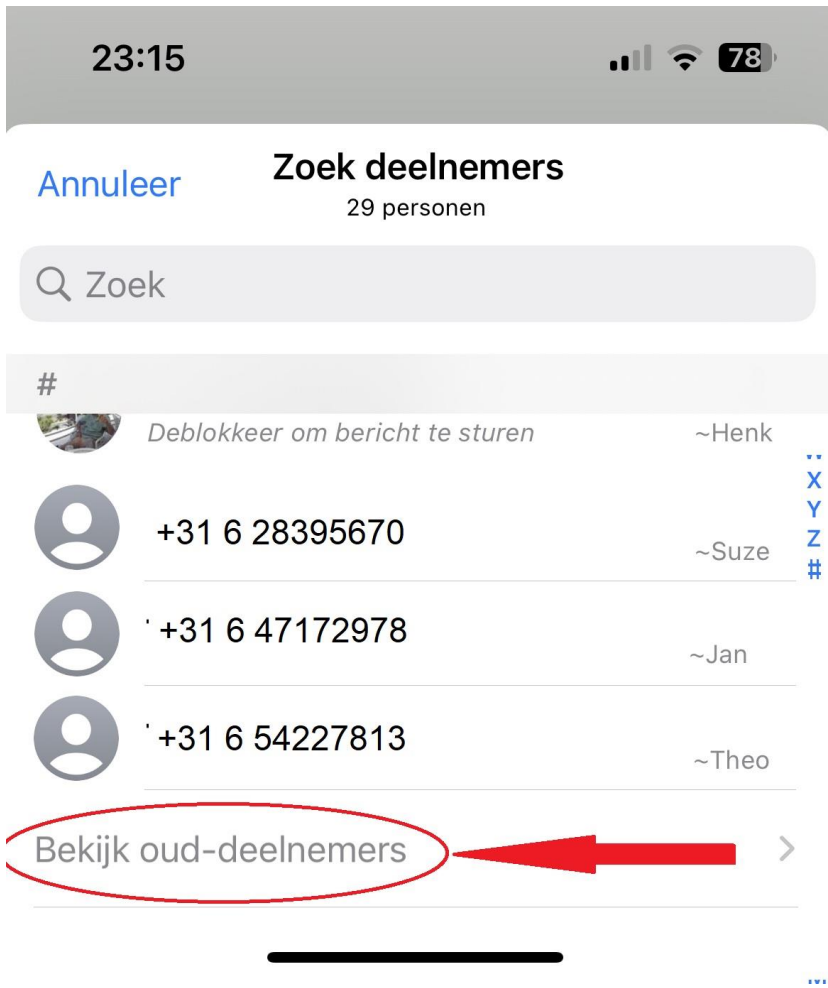 23:15
78
Annuleer
Zoek deelnemers
29 personen
Zoek
#
Deblokkeer om bericht te sturen
~Henk
X
Y
Z
#
+31 6 28395670
~Suze
+31 6 47172978
~Jan
+31 6 54227813
~Theo
Bekijk oud-deelnemers